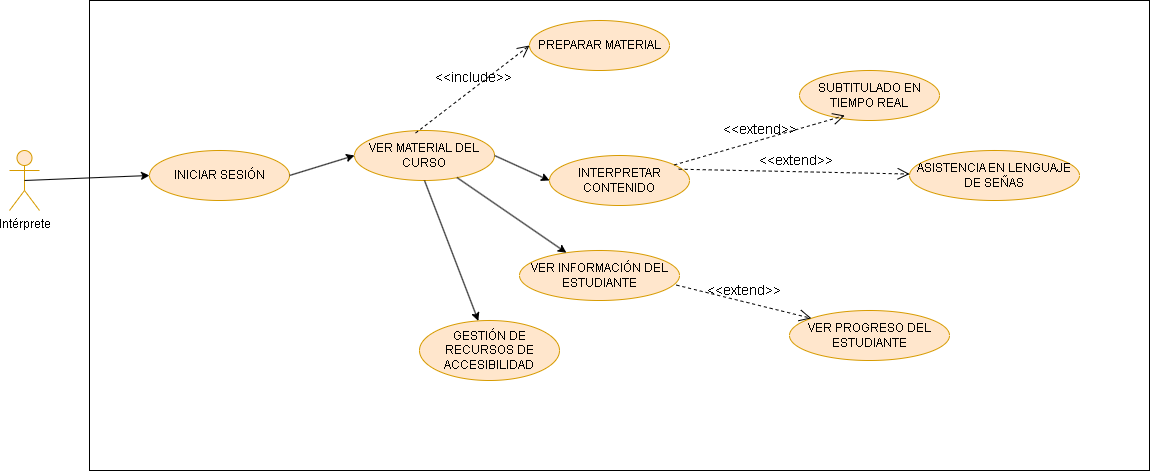 PREPARAR MATERIAL
<<include>>
SUBTITULADO EN
TIEMPO REAL
<<extend>>
VER MATERIAL DEL
CURSO
<<extend>>
INICIAR SESIÓN
INTERPRETAR
CONTENIDO
ASISTENCIA EN LENGUAJE
DE SEÑAS
Intérprete
VER INFORMACIÓN DEL
ESTUDIANTE
<<extend>>
VER PROGRESO DEL
ESTUDIANTE
GESTIÓN DE
RECURSOS DE
ACCESIBILIDAD